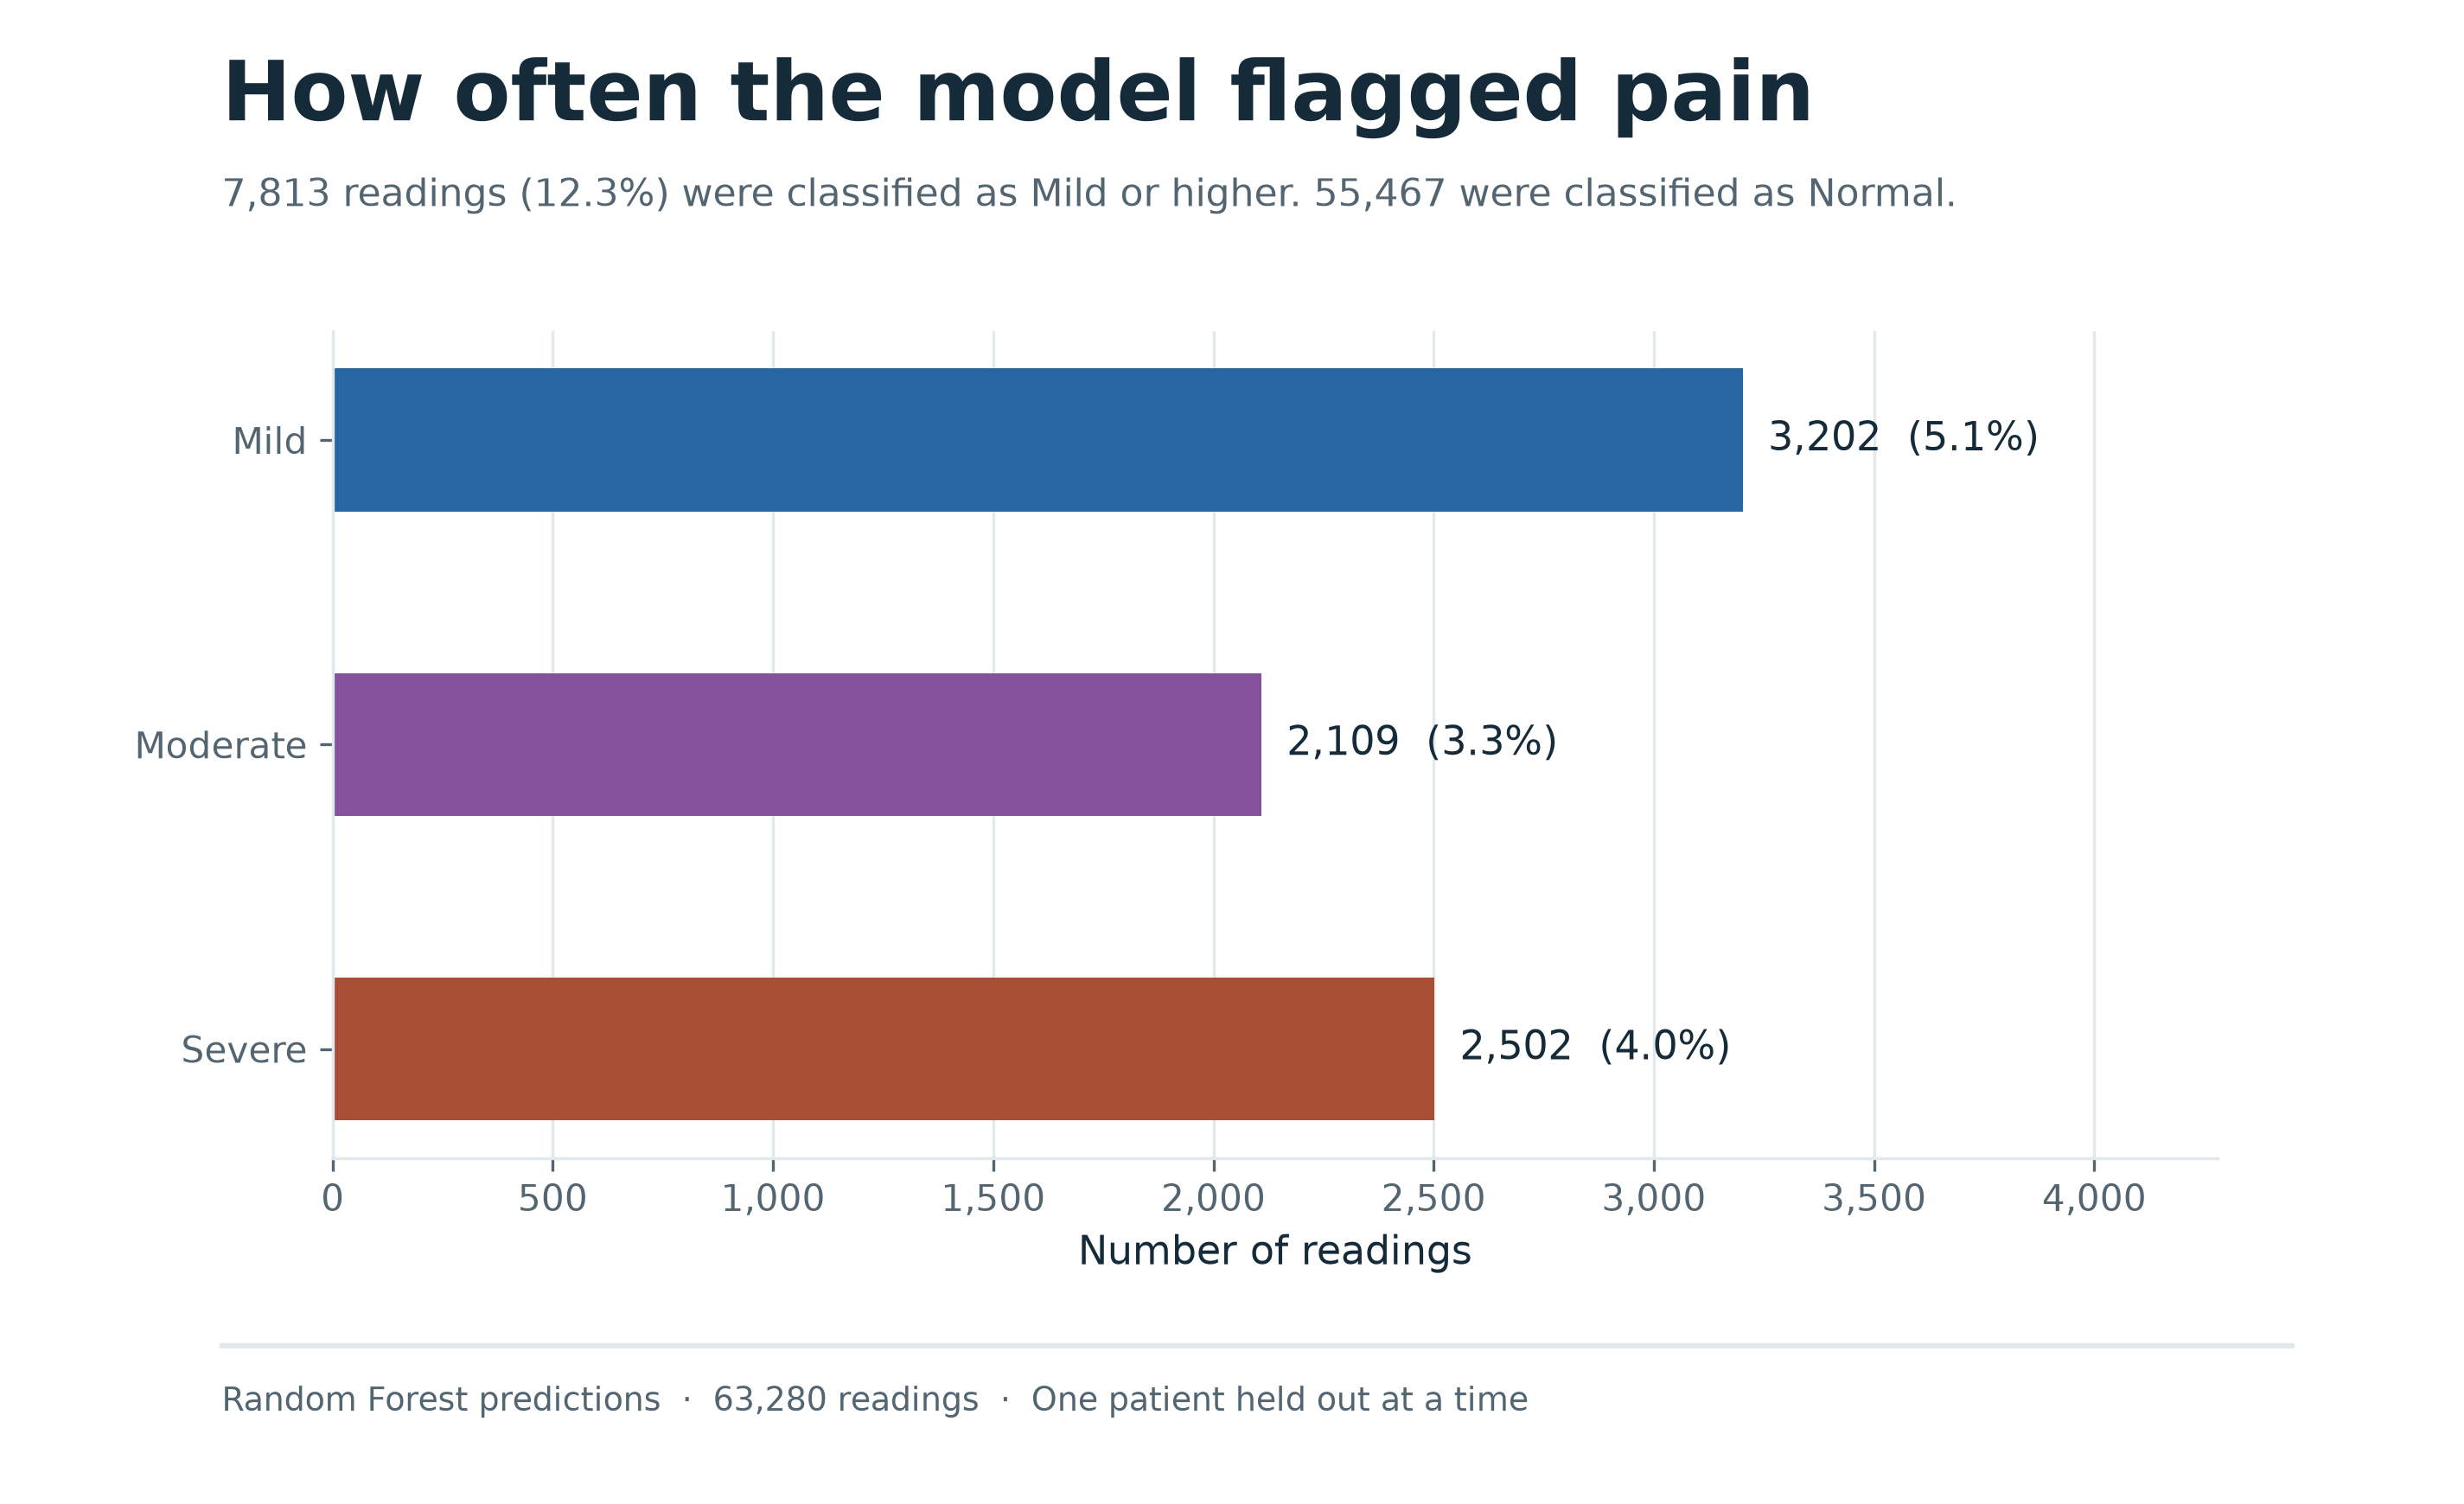 How often the model flagged pain
7,813 readings (12.3%) were classified as Mild or higher. 55,467 were classified as Normal.
Mild
3,202 (5.1%)
Moderate
2,109 (3.3%)
Severe
2,502 (4.0%)
0 500 1,000 1,500 2,000 2,500 3,000 3,500 4,000
Number of readings
Random Forest predictions · 63,280 readings · One patient held out at a time